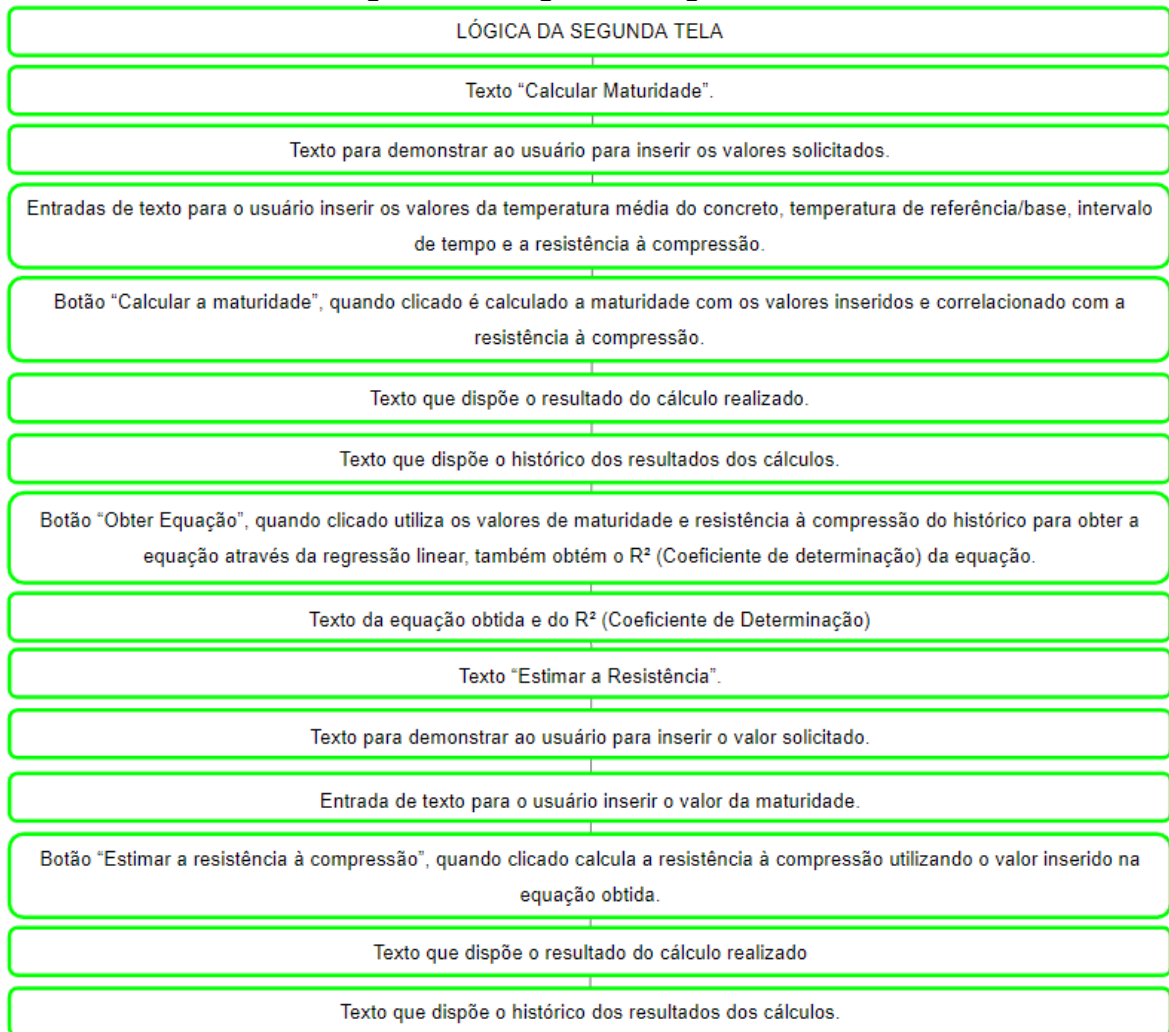 LÓGICA DA SEGUNDA TELA
Texto “Calcular Maturidade”.
Texto para demonstrar ao usuário para inserir os valores solicitados.
Entradas de texto para o usuário inserir os valores da temperatura média do concreto, temperatura de referência/base, intervalo
de tempo e a resistência à compressão.
Botão “Calcular a maturidade”, quando clicado é calculado a maturidade com os valores inseridos e correlacionado com a
resistência à compressão.
Texto que dispõe o resultado do cálculo realizado.
Texto que dispõe o histórico dos resultados dos cálculos.
Botão “Obter Equação”, quando clicado utiliza os valores de maturidade e resistência à compressão do histórico para obter a
equação através da regressão linear, também obtém o R² (Coeficiente de determinação) da equação.
Texto da equação obtida e do R² (Coeficiente de Determinação)
Texto “Estimar a Resistência”.
Texto para demonstrar ao usuário para inserir o valor solicitado.
Entrada de texto para o usuário inserir o valor da maturidade.
Botão “Estimar a resistência à compressão”, quando clicado calcula a resistência à compressão utilizando o valor inserido na
equação obtida.
Texto que dispõe o resultado do cálculo realizado
Texto que dispõe o histórico dos resultados dos cálculos.